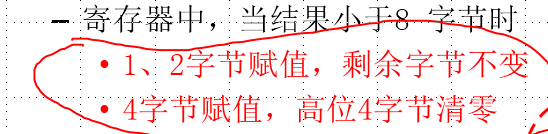 – 寄存器中，当结果小于8 字节时
• 1、2字节赋值，剩余字节不变
• 4字节赋值，高位4字节清零